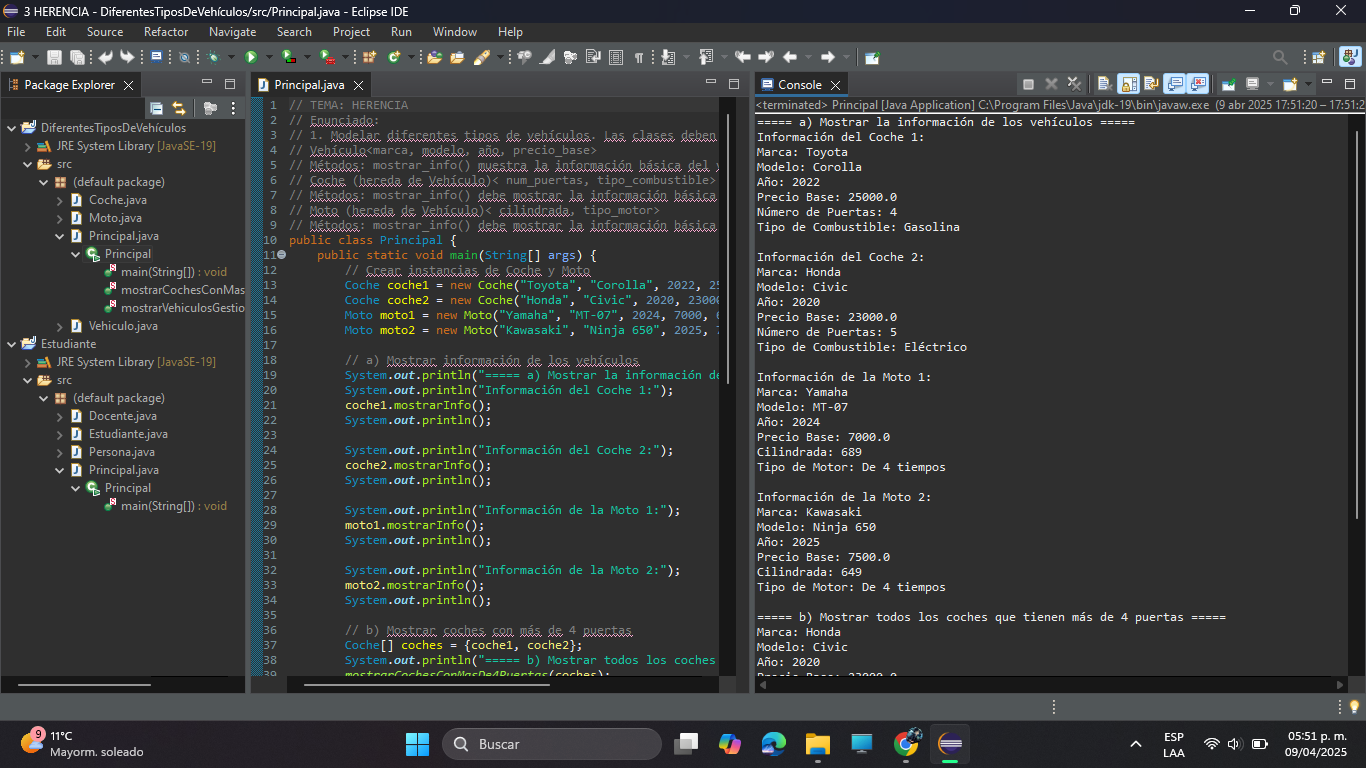 3 HERENCIA - DiferentesTiposDeVehículos/src/Principal.java - Eclipse IDE
File Edit Source Refactor Navigate Search Project Run Window Help
Package Explorer
DiferentesTiposDeVehículos
JRE System Library [JavaSE-19]
src
(default package)
Coche.java
Moto.java
Principal.java
Principal
main(String[]) : void
mostrarCochesConMas
mostrarVehiculosGestio
Vehiculo.java
Estudiante
JRE System Library [JavaSE-19]
src
(default package)
Docente.java
Estudiante.java
Persona.java
Principal.java
Principal
main(String[]) : void
Principal.java
1 // TEMA: HERENCIA
2 // Enunciado:
3 // 1. Modelar diferentes tipos de vehículos. Las clases deben
4 // Vehículo<marca, modelo, año, precio_base>
5 // Métodos: mostrar_info() muestra la información básica del
6 // Coche (hereda de Vehículo)< num_puertas, tipo_combustible>
7 // Métodos: mostrar_info() debe mostrar la información básica
8 // Moto (hereda de Vehículo)< cilindrada, tipo_motor>
9 // Métodos: mostrar_info() debe mostrar la información básica
10 public class Principal {
11 public static void main(String[] args) {
12 // Crear instancias de Coche y Moto
13 Coche coche1 = new Coche("Toyota", "Corolla", 2022, 25
14 Coche coche2 = new Coche("Honda", "Civic", 2020, 23000
15 Moto moto1 = new Moto("Yamaha", "MT-07", 2024, 7000, 6
16 Moto moto2 = new Moto("Kawasaki", "Ninja 650", 2025, 7
17
18 // a) Mostrar información de los vehículos
19 System.out.println("===== a) Mostrar la información de
20 System.out.println("Información del Coche 1:");
21 coche1.mostrarInfo();
22 System.out.println();
23
24 System.out.println("Información del Coche 2:");
25 coche2.mostrarInfo();
26 System.out.println();
27
28 System.out.println("Información de la Moto 1:");
29 moto1.mostrarInfo();
30 System.out.println();
31
32 System.out.println("Información de la Moto 2:");
33 moto2.mostrarInfo();
34 System.out.println();
35
36 // b) Mostrar coches con más de 4 puertas
37 Coche[] coches = {coche1, coche2};
38 System.out.println("===== b) Mostrar todos los coches
39 mostrarCochesConMasDe4Puertas(coches);
Console
<terminated> Principal [Java Application] C:\Program Files\Java\jdk-19\bin\javaw.exe (9 abr 2025 17:51:20 – 17:51:2
===== a) Mostrar la información de los vehículos =====
Información del Coche 1:
Marca: Toyota
Modelo: Corolla
Año: 2022
Precio Base: 25000.0
Número de Puertas: 4
Tipo de Combustible: Gasolina
Información del Coche 2:
Marca: Honda
Modelo: Civic
Año: 2020
Precio Base: 23000.0
Número de Puertas: 5
Tipo de Combustible: Eléctrico
Información de la Moto 1:
Marca: Yamaha
Modelo: MT-07
Año: 2024
Precio Base: 7000.0
Cilindrada: 689
Tipo de Motor: De 4 tiempos
Información de la Moto 2:
Marca: Kawasaki
Modelo: Ninja 650
Año: 2025
Precio Base: 7500.0
Cilindrada: 649
Tipo de Motor: De 4 tiempos
===== b) Mostrar todos los coches que tienen más de 4 puertas =====
Marca: Honda
Modelo: Civic
Año: 2020
Precio Base: 23000.0
9
11°C
Mayorm. soleado
Buscar
ESP
LAA
05:51 p. m.
09/04/2025